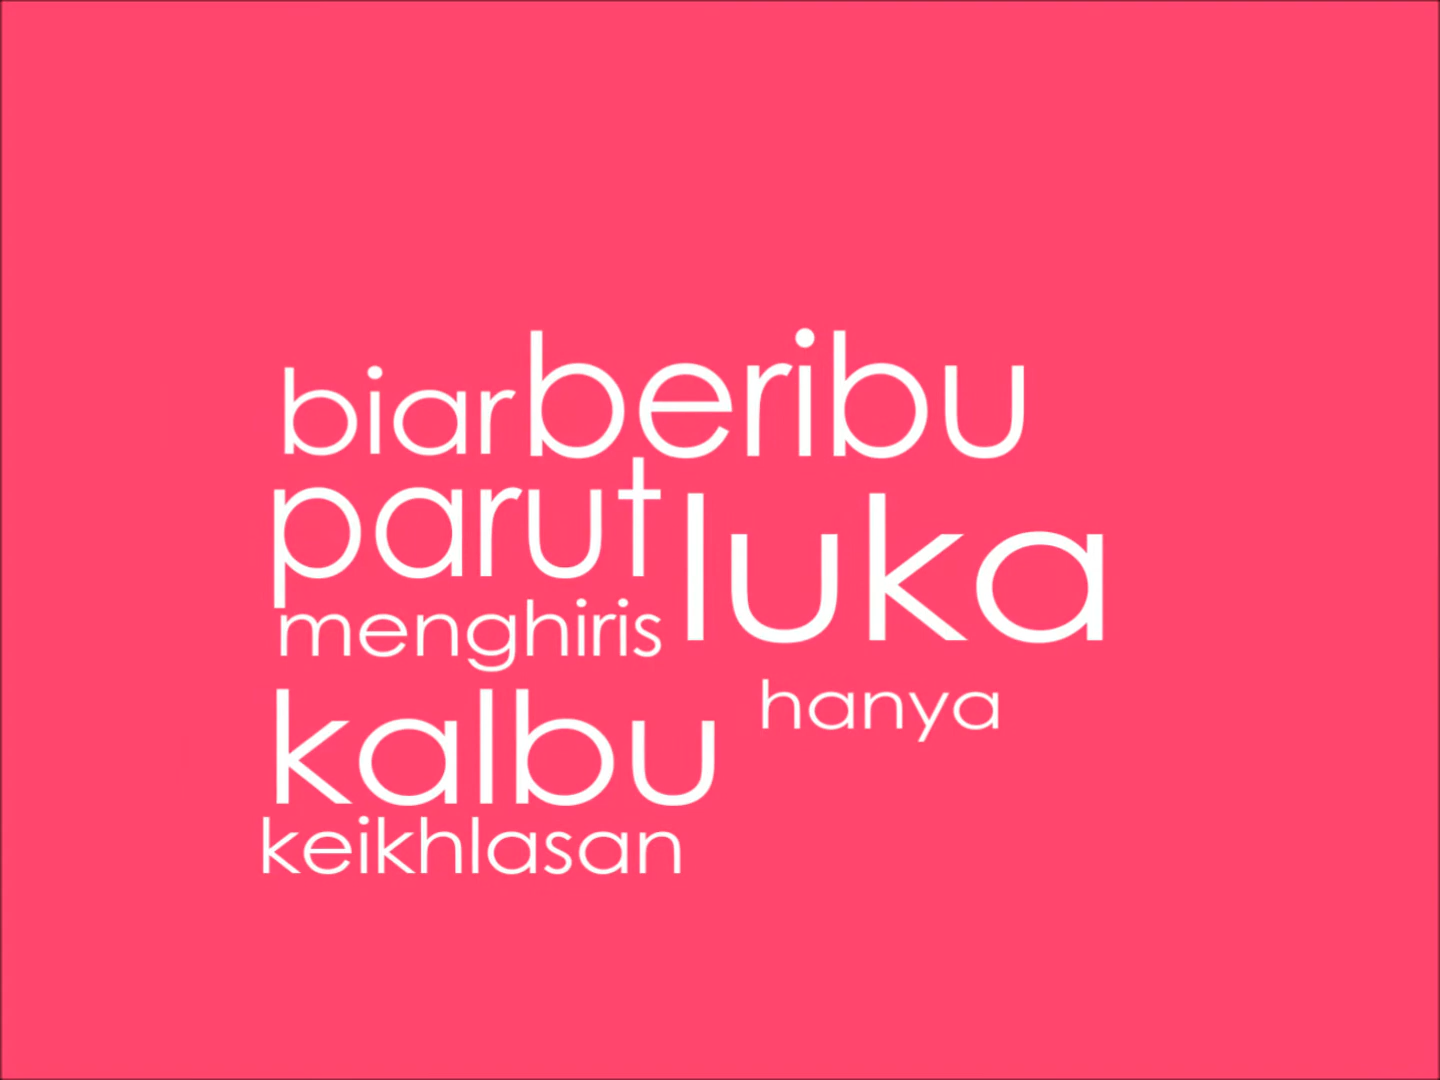 biar beribu
parut luka
menghiris
kalbu hanya
keikhlasan